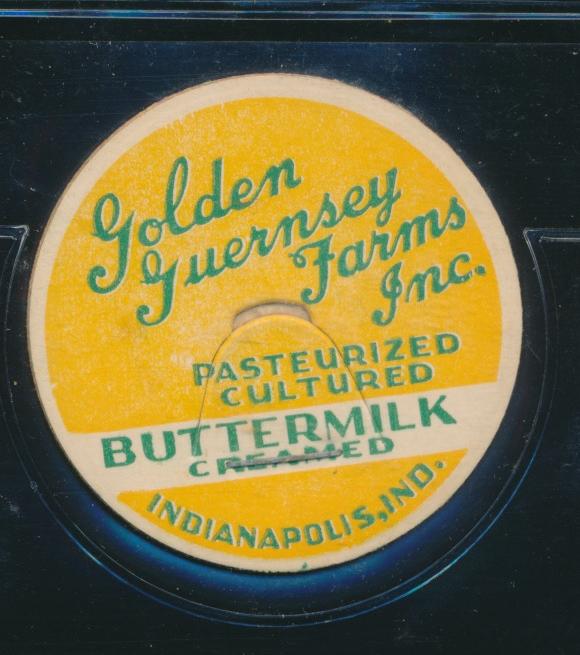 Golden
Guernsey
Farms
Inc.
PASTEURIZED
CULTURED
BUTTERMILK
CREAMED
INDIANAPOLIS, IND.